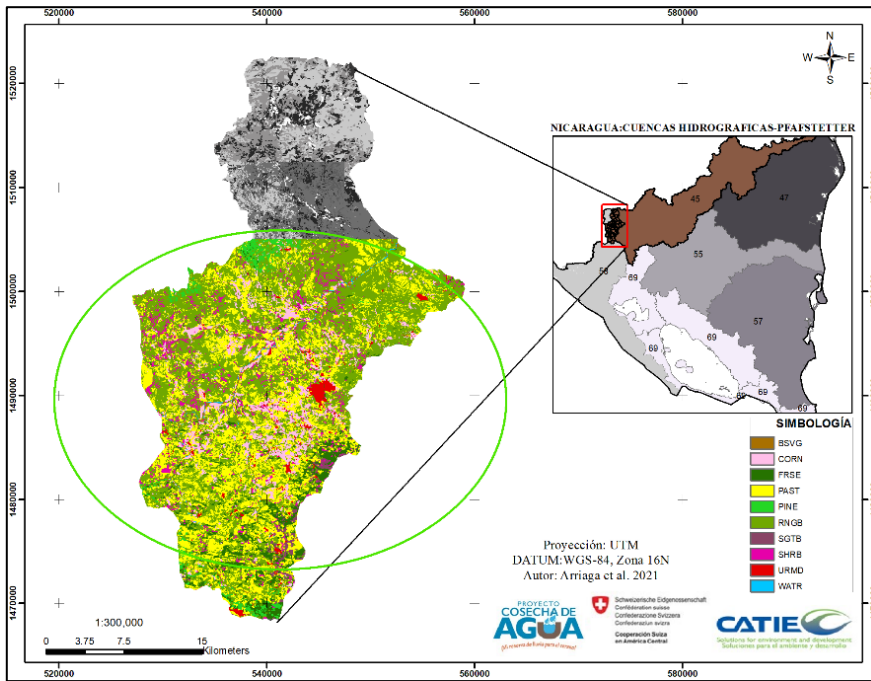 520000 540000 560000 580000
1520000
1510000
1500000
1490000
1480000
1470000
N
W E
S
NICARAGUA:CUENCAS HIDROGRAFICAS-PFAFSTETTER
45
47
55
58
69
57
69
69
69
69
69
SIMBOLOGÍA
BSVG
CORN
FRSE
PAST
PINE
RNGB
SGTB
SHRB
URMD
WATR
Proyección: UTM
DATUM:WGS-84, Zona 16N
Autor: Arriaga et al. 2021
1:300,000
0 3.75 7.5 15
Kilometers
PROYECTO
COSECHA DE
AGUA
Schweizerische Eidgenossenschaft
Confédération suisse
Confederazione Svizzera
Confederaziun svizra
Cooperación Suiza
en América Central
CATIE
Solutions for environment and development
Soluciones para el ambiente y desarrollo
520000 540000 560000 580000